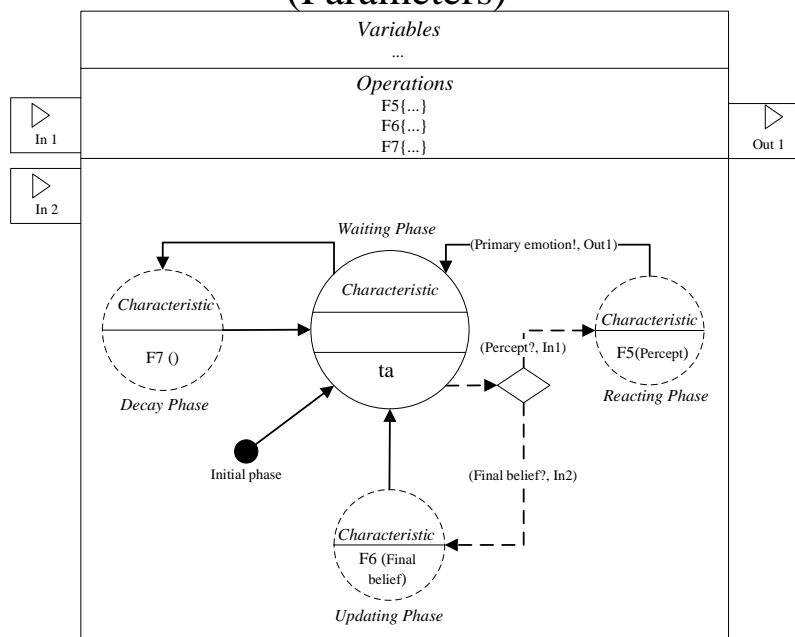 (Parameters)
Variables
...
Operations
F5{...}
F6{...}
F7{...}
In 1
Out 1
In 2
Waiting Phase
(Primary emotion!, Out1)
Characteristic
Characteristic
Characteristic
F7 ()
ta
(Percept?, In1)
F5(Percept)
Decay Phase
Reacting Phase
Initial phase
(Final belief?, In2)
Characteristic
F6 (Final
belief)
Updating Phase